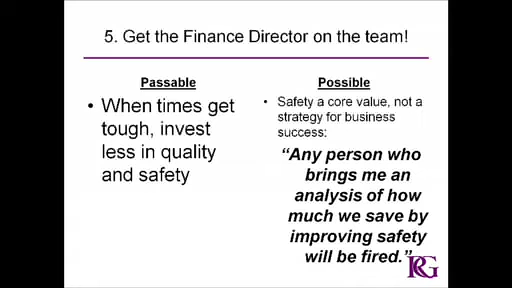 5. Get the Finance Director on the team!
Passable
• When times get
tough, invest
less in quality
and safety
Possible
• Safety a core value, not a
strategy for business
success:
“Any person who
brings me an
analysis of how
much we save by
improving safety
will be fired.”
RG